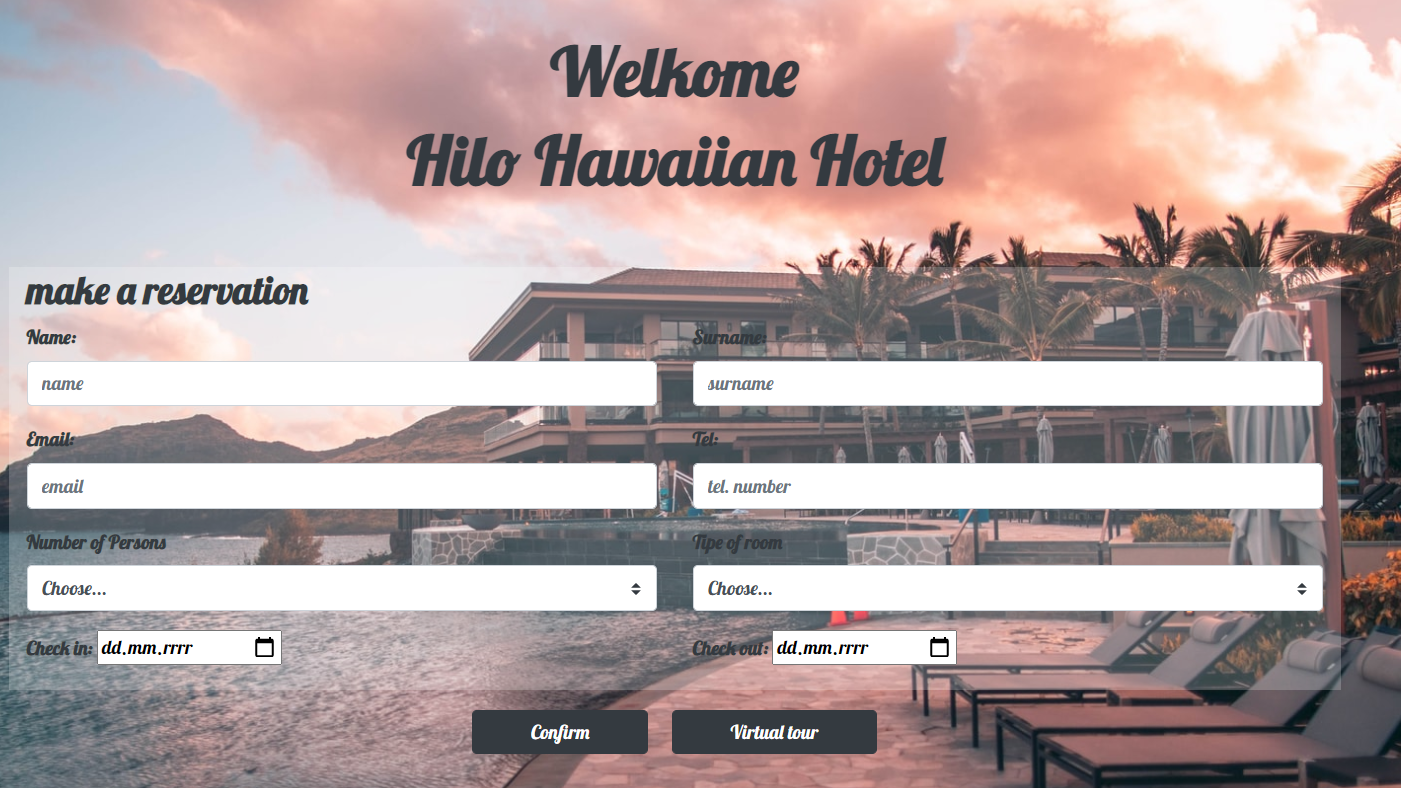 Welkome
Hilo Hawaiian Hotel
make a reservation
Name: Surname:
name surname
Email: Tel:
email tel. number
Number of Persons Tipe of room
Choose... Choose...
Check in: dd.mm.rrrr Check out: dd.mm.rrrr
Confirm Virtual tour